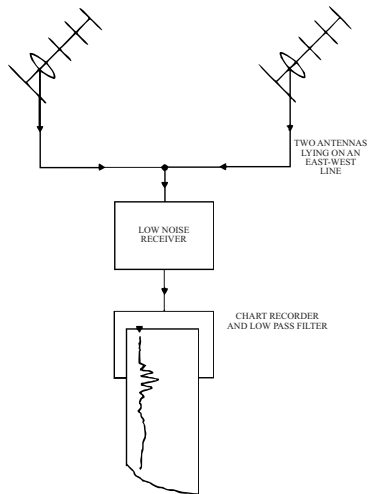 TWO ANTENNAS
LYING ON AN
EAST-WEST
LINE
LOW NOISE
RECEIVER
CHART RECORDER
AND LOW PASS FILTER